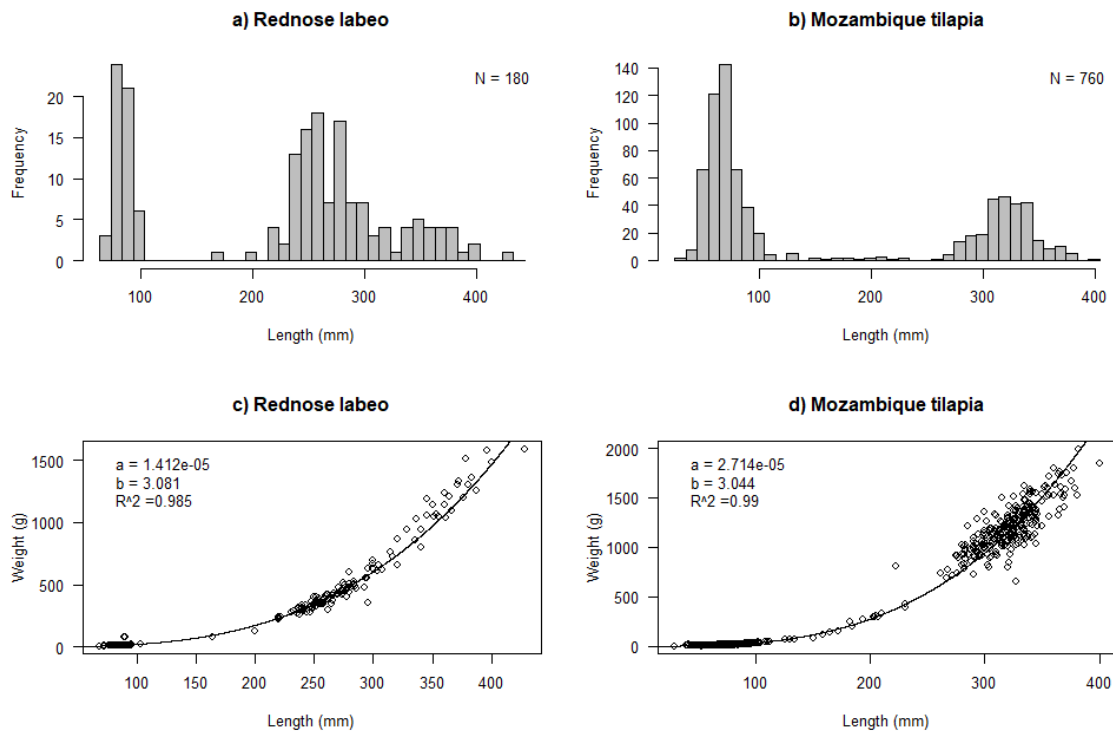 a) Rednose labeo
N = 180
20
15
10
5
0
Frequency
100 200 300 400
Length (mm)
b) Mozambique tilapia
N = 760
140
120
100
80
60
40
20
0
Frequency
100 200 300 400
Length (mm)
c) Rednose labeo
a = 1.412e-05
b = 3.081
R^2 =0.985
1500
1000
500
0
Weight (g)
100 150 200 250 300 350 400
Length (mm)
d) Mozambique tilapia
a = 2.714e-05
b = 3.044
R^2 =0.99
2000
1500
1000
500
0
Weight (g)
100 200 300 400
Length (mm)